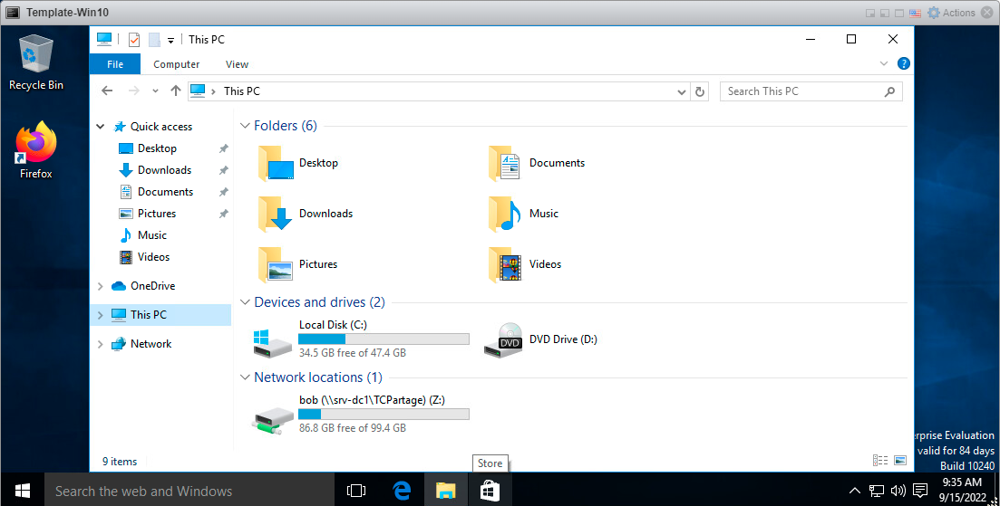 Template-Win10
Actions
Recycle Bin
Firefox
This PC
File
Computer
View
This PC
Search This PC
Quick access
Desktop
Downloads
Documents
Pictures
Music
Videos
OneDrive
This PC
Network
Folders (6)
Desktop
Documents
Downloads
Music
Pictures
Videos
Devices and drives (2)
Local Disk (C:)
34.5 GB free of 47.4 GB
DVD
DVD Drive (D:)
Network locations (1)
bob (\\srv-dc1\TCPartage) (Z:)
86.8 GB free of 99.4 GB
9 items
Store
rprise Evaluation
valid for 84 days
Build 10240
Search the web and Windows
9:35 AM
9/15/2022